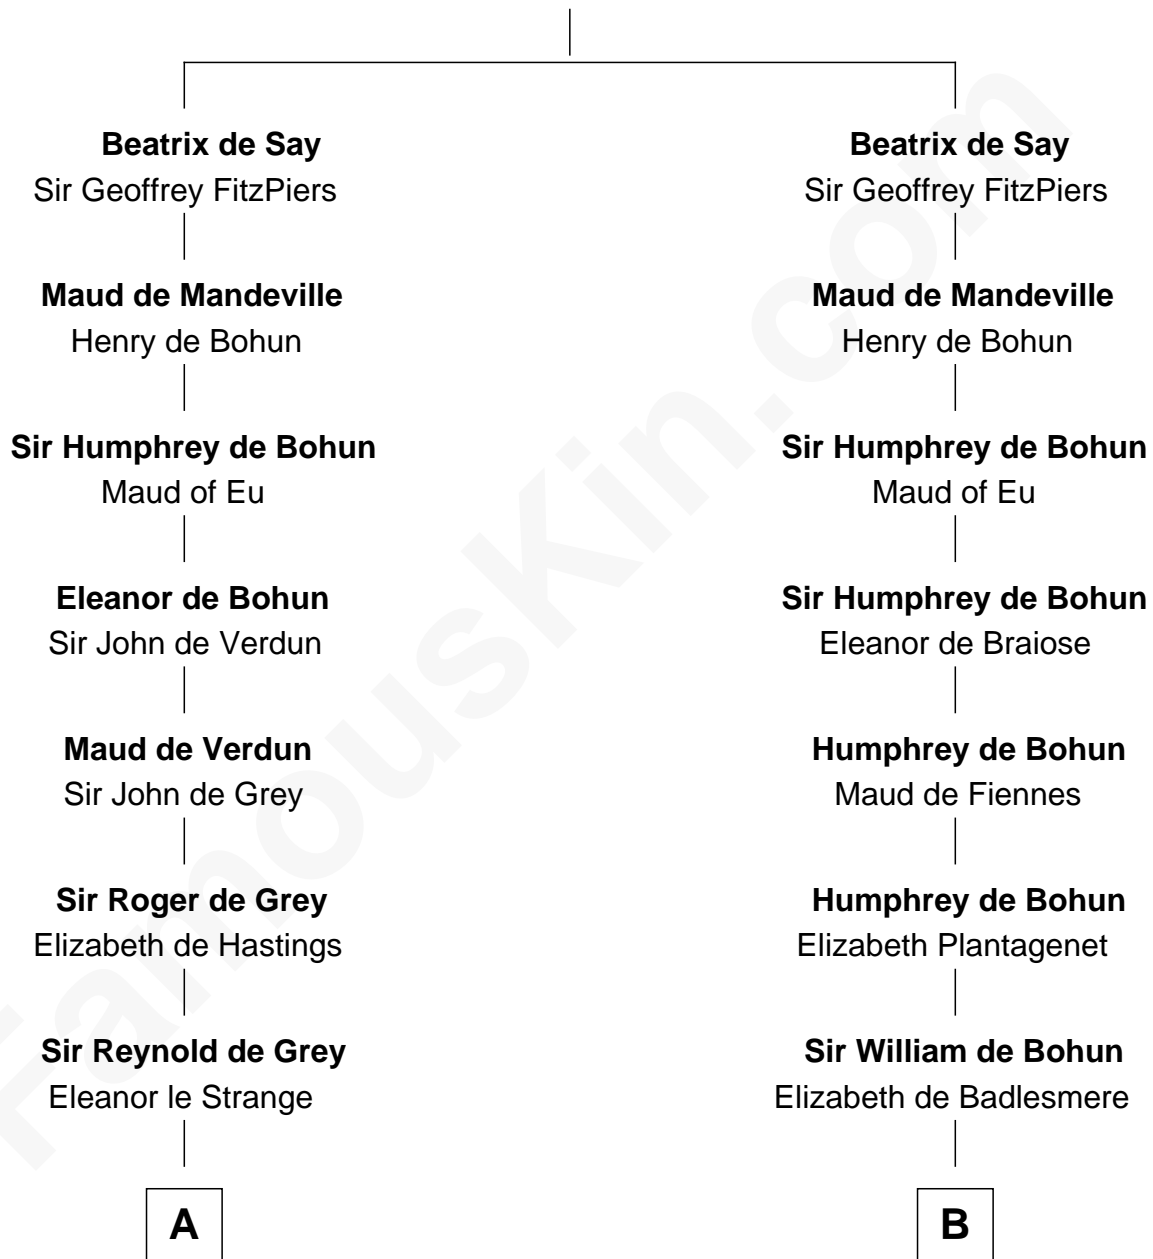 Beatrix de Say
Sir Geoffrey FitzPiers
Maud de Mandeville
Henry de Bohun
Sir Humphrey de Bohun
Maud of Eu
Eleanor de Bohun
Sir John de Verdun
Maud de Verdun
Sir John de Grey
Sir Roger de Grey
Elizabeth de Hastings
Sir Reynold de Grey
Eleanor le Strange
A
Beatrix de Say
Sir Geoffrey FitzPiers
Maud de Mandeville
Henry de Bohun
Sir Humphrey de Bohun
Maud of Eu
Sir Humphrey de Bohun
Eleanor de Braiose
Humphrey de Bohun
Maud de Fiennes
Humphrey de Bohun
Elizabeth Plantagenet
Sir William de Bohun
Elizabeth de Badlesmere
B
FamousKin.com